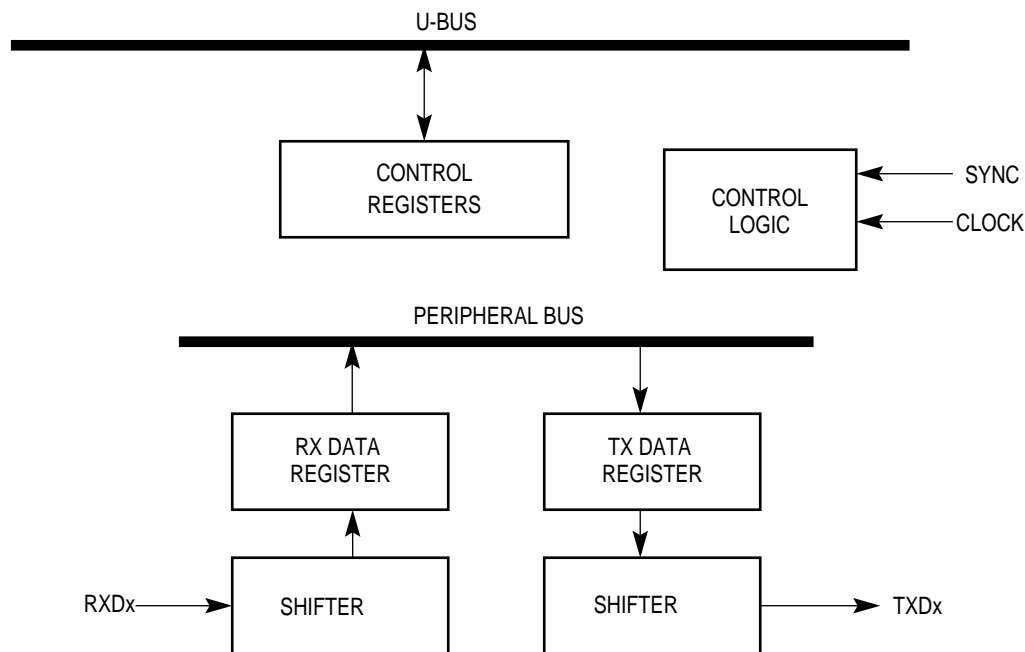 U-BUS
CONTROL
REGISTERS
CONTROL
LOGIC
SYNC
CLOCK
PERIPHERAL BUS
RX DATA
REGISTER
TX DATA
REGISTER
RXDx
SHIFTER
SHIFTER
TXDx